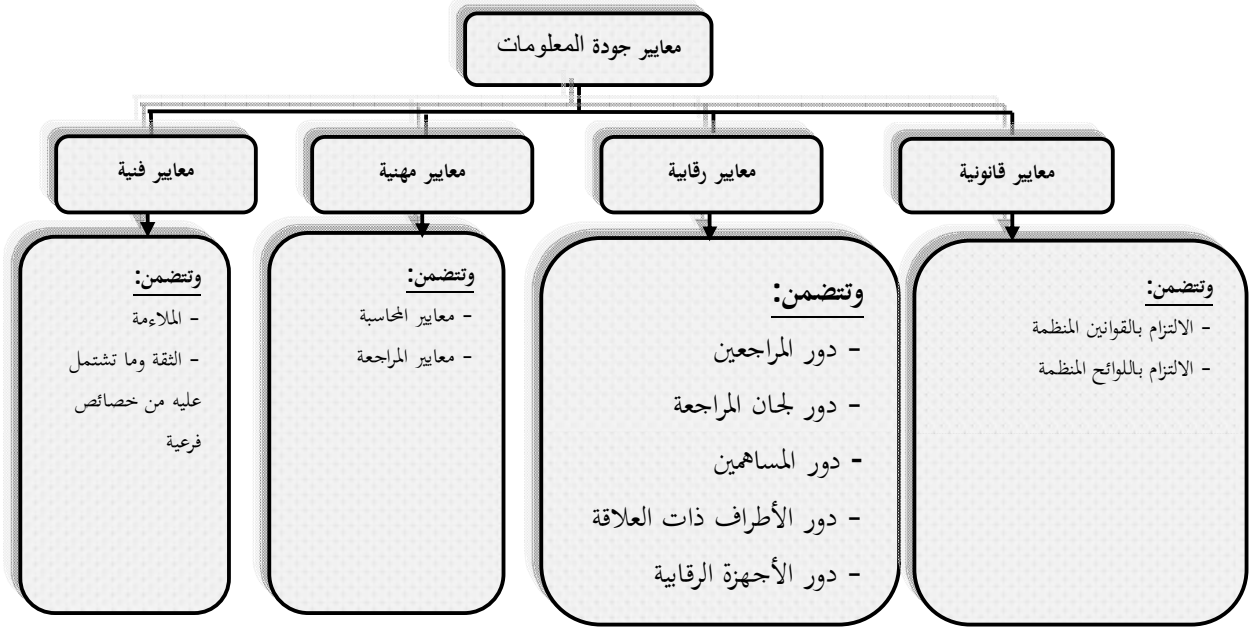 معايير جودة المعلومات
معايير قانونية
معايير رقابية
معايير مهنية
معايير فنية
وتتضمن:
- الالتزام بالقوانين المنظمة
- الالتزام باللوائح المنظمة
وتتضمن:
- دور المراجعين
- دور لجان المراجعة
- دور المساهمين
- دور الأطراف ذات العلاقة
- دور الأجهزة الرقابية
وتتضمن:
- معايير المحاسبة
- معايير المراجعة
وتتضمن:
- الملاءمة
- الثقة وما تشتمل
عليه من خصائص
فرعية